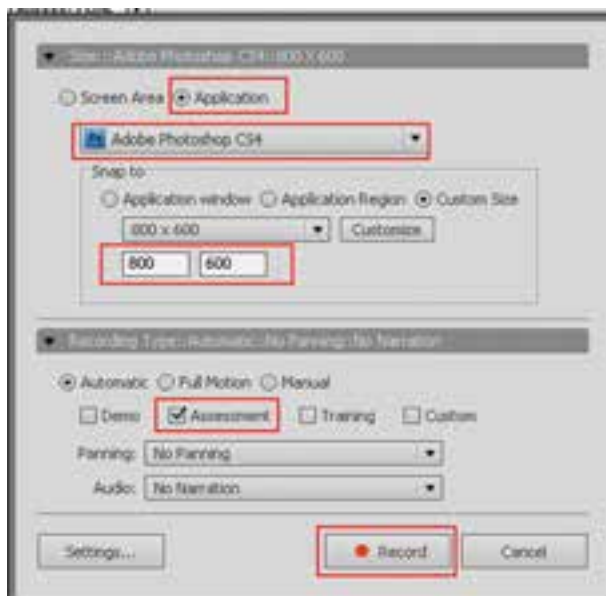 Size: Adobe Photoshop CS4: 800 X 600
Screen Area Application
Ps Adobe Photoshop CS4
Snap to
Application window Application Region Custom Size
800 x 600 Customize
800 600
Recording Type: Automatic: No Panning: No Narration
Automatic Full Motion Manual
Demo Assessment Training Custom
Panning: No Panning
Audio: No Narration
Settings... Record Cancel